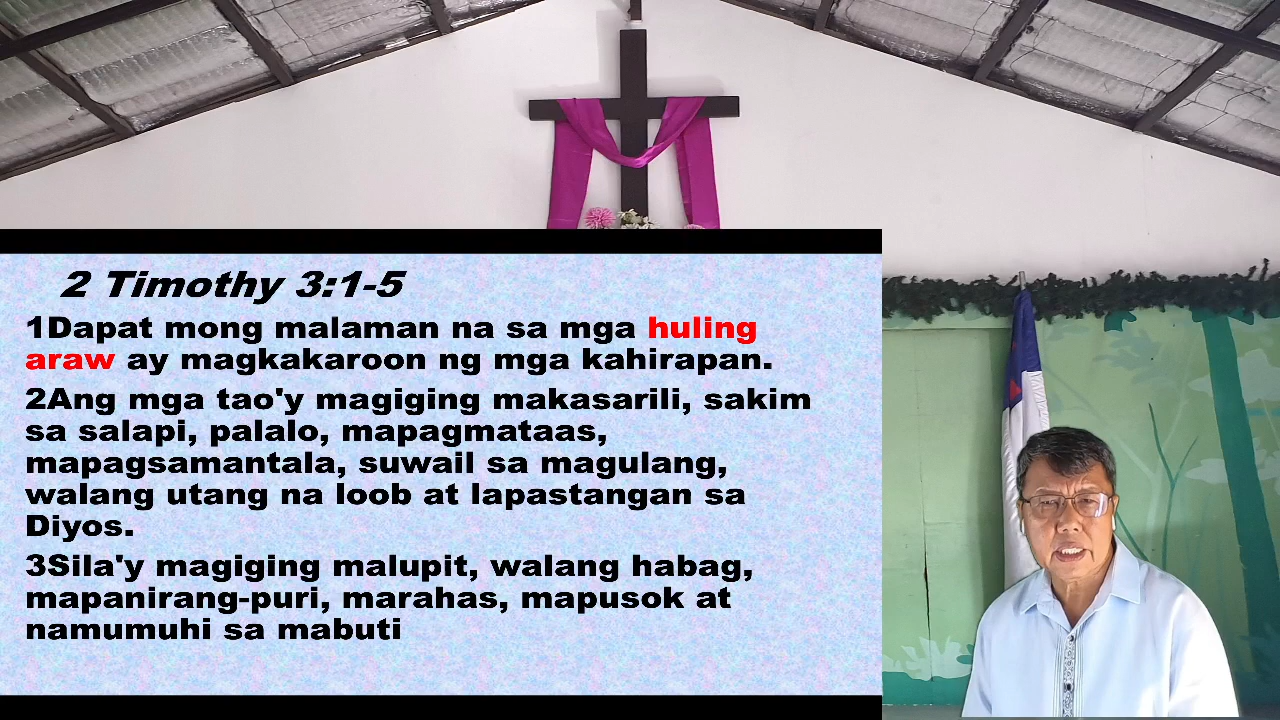 2 Timothy 3:1-5
1Dapat mong malaman na sa mga huling
araw ay magkakaroon ng mga kahirapan.
2Ang mga tao'y magiging makasarili, sakim
sa salapi, palalo, mapagmataas,
mapagsamantala, suwail sa magulang,
walang utang na loob at lapastangan sa
Diyos.
3Sila'y magiging malupit, walang habag,
mapanirang-puri, marahas, mapusok at
namumuhi sa mabuti